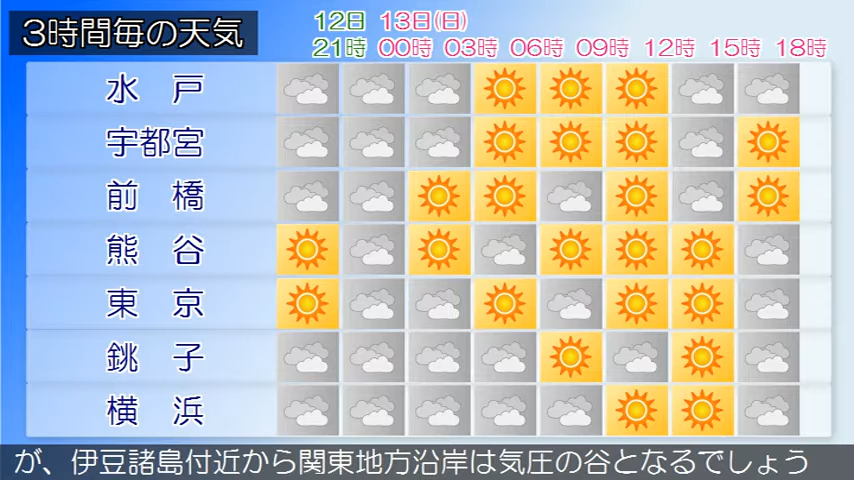 3時間毎の天気
12日 13日(日)
21時 00時 03時 06時 09時 12時 15時 18時
水戸
宇都宮
前橋
熊谷
東京
銚子
横浜
が、伊豆諸島付近から関東地方沿岸は気圧の谷となるでしょう